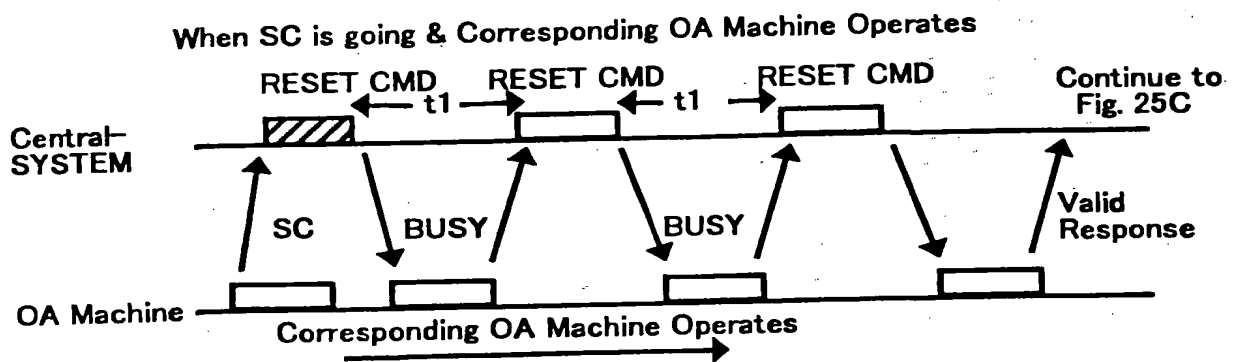 When SC is going & Corresponding OA Machine Operates
RESET CMD RESET CMD RESET CMD
t1 t1
Continue to
Fig. 25C
Central-
SYSTEM
SC BUSY BUSY
Valid
Response
OA Machine
Corresponding OA Machine Operates